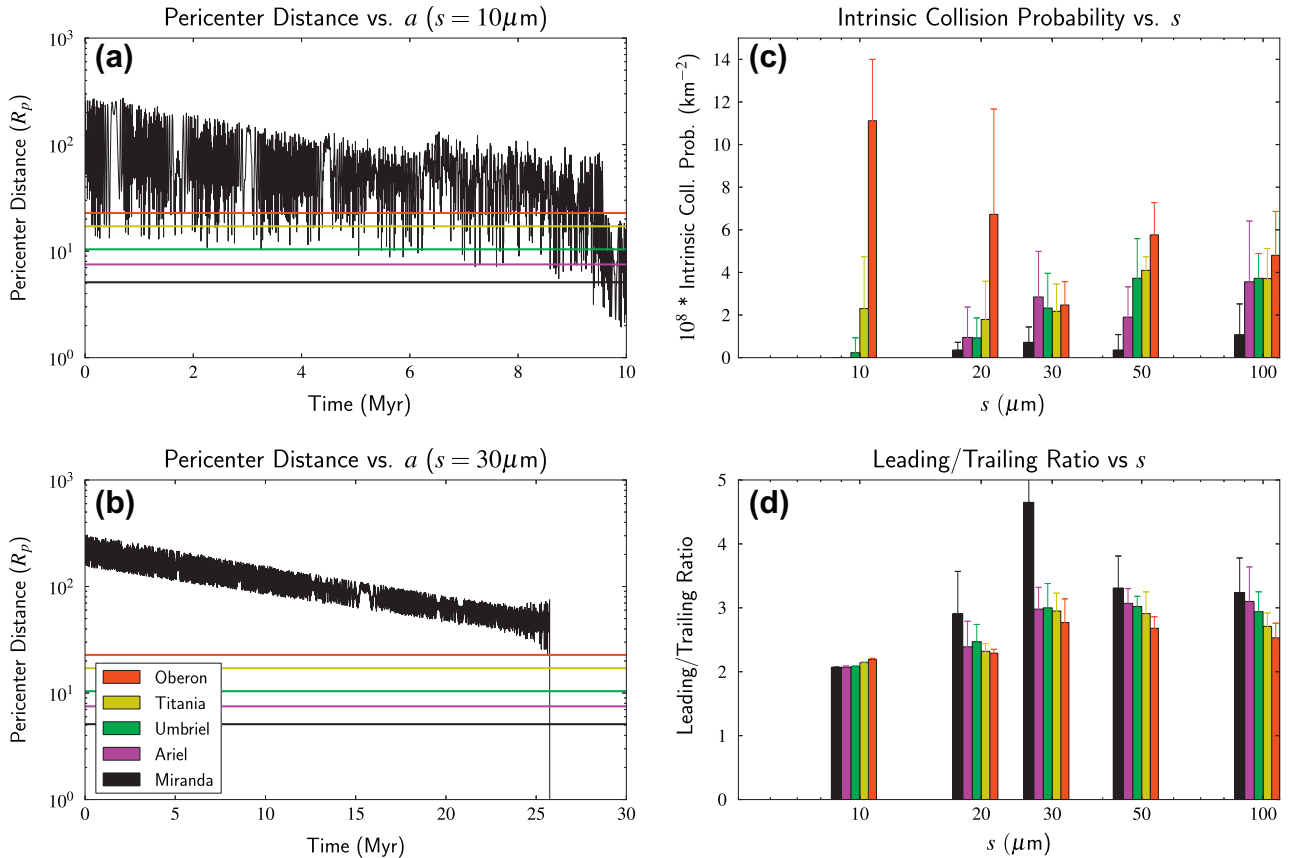 Pericenter Distance vs. a (s = 10μm)
(a)
Pericenter Distance (R_p)
10^3
10^2
10^1
10^0
0 2 4 6 8 10
Time (Myr)
Intrinsic Collision Probability vs. s
(c)
10^8 * Intrinsic Coll. Prob. (km^−2)
14
12
10
8
6
4
2
0
10 20 30 50 100
s (μm)
Pericenter Distance vs. a (s = 30μm)
(b)
Pericenter Distance (R_p)
10^3
10^2
10^1
10^0
Oberon
Titania
Umbriel
Ariel
Miranda
0 5 10 15 20 25 30
Time (Myr)
Leading/Trailing Ratio vs s
(d)
Leading/Trailing Ratio
5
4
3
2
1
0
10 20 30 50 100
s (μm)